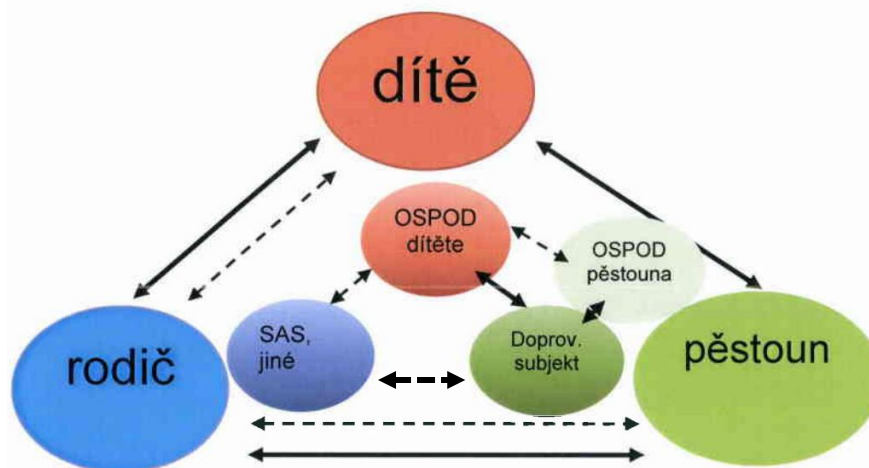 dítě
OSPOD
dítěte
OSPOD
pěstouna
SAS,
jiné
Doprov.
subjekt
rodič
pěstoun